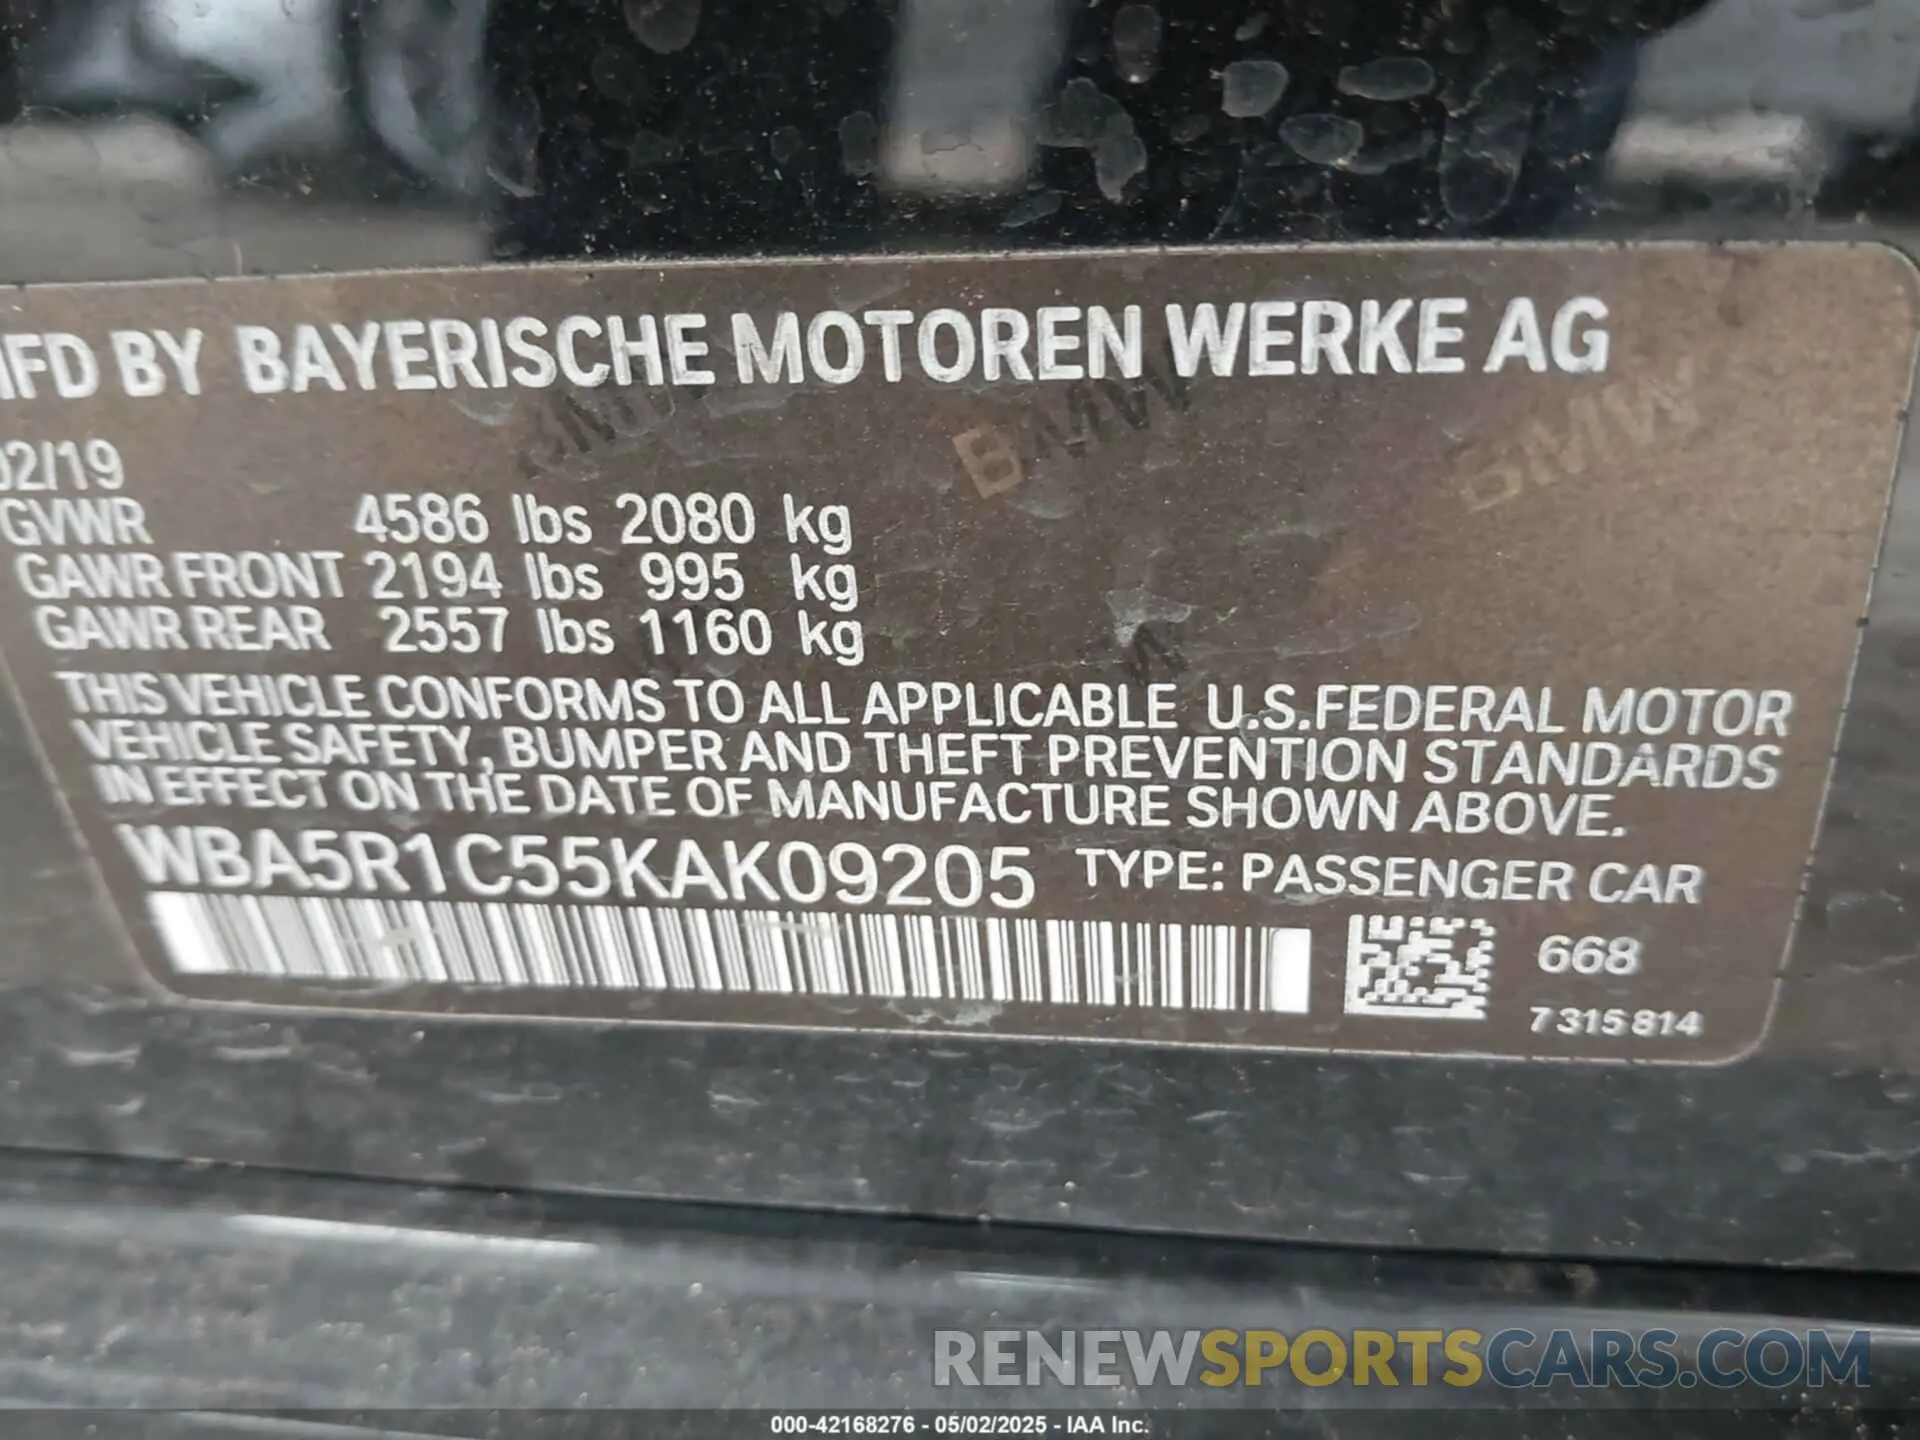 MFD BY BAYERISCHE MOTOREN WERKE AG
02/19
GVWR 4586 lbs 2080 kg
GAWR FRONT 2194 lbs 995 kg
GAWR REAR 2557 lbs 1160 kg
THIS VEHICLE CONFORMS TO ALL APPLICABLE U.S.FEDERAL MOTOR
VEHICLE SAFETY, BUMPER AND THEFT PREVENTION STANDARDS
IN EFFECT ON THE DATE OF MANUFACTURE SHOWN ABOVE.
WBA5R1C55KAK09205 TYPE: PASSENGER CAR
668
7 315 814
BMW BMW BMW
RENEWSPORTSCARS.COM
000-42168276 - 05/02/2025 - IAA Inc.